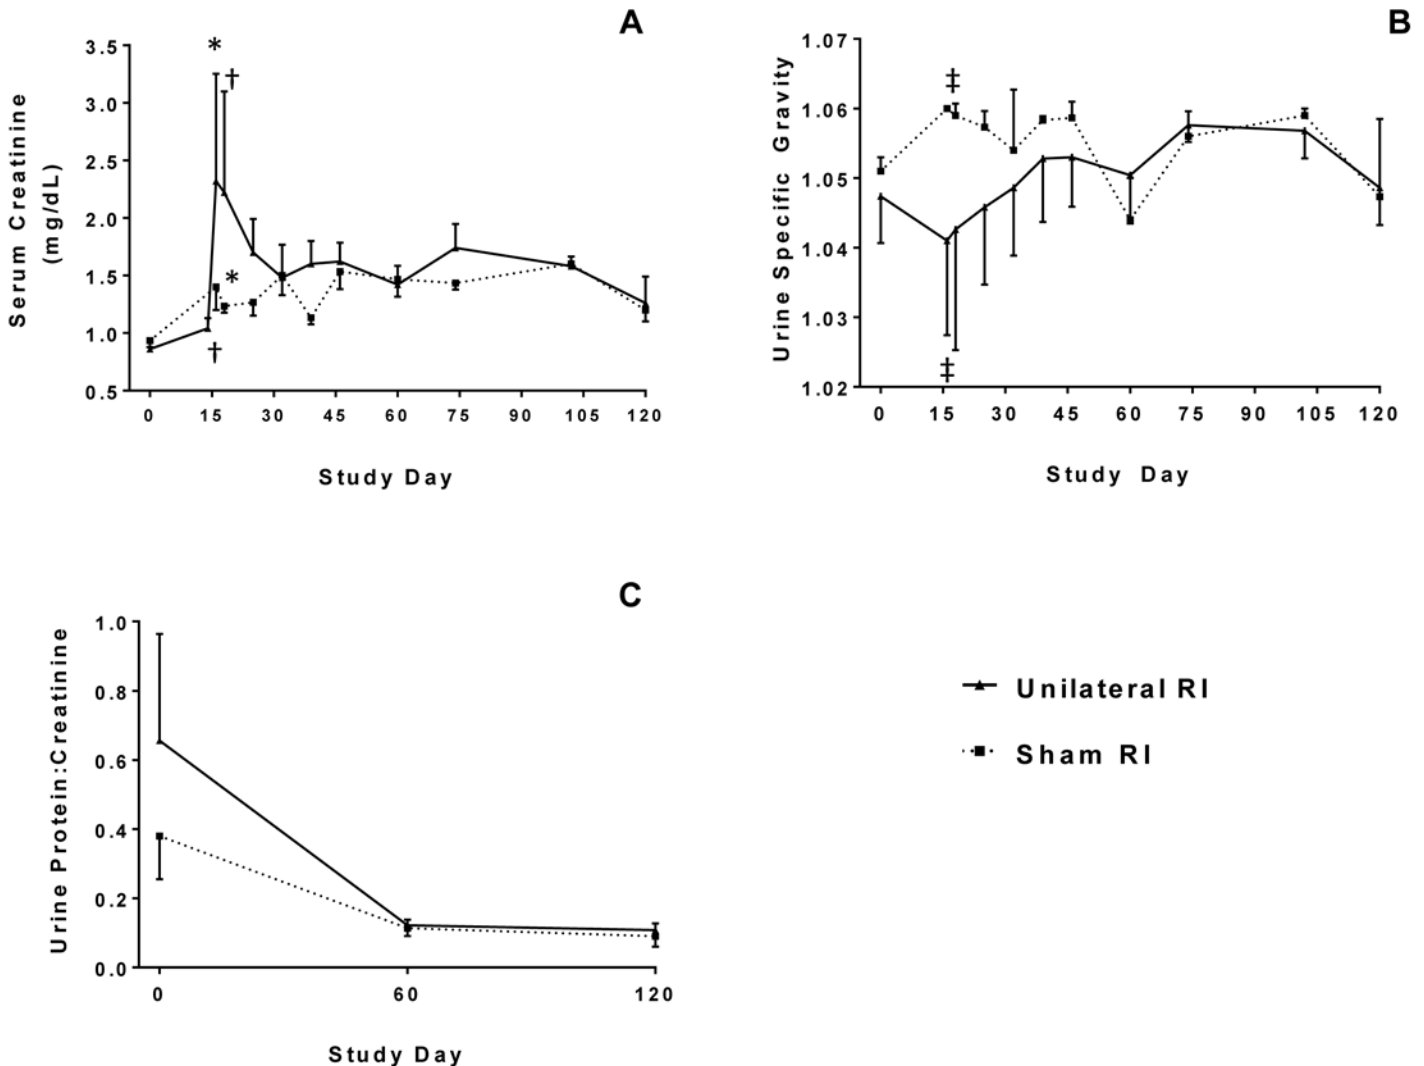 A
Serum Creatinine
(mg/dL)
3.5
3.0
2.5
2.0
1.5
1.0
0.5
*
†
*
†
0 15 30 45 60 75 90 105 120
Study Day
B
Urine Specific Gravity
1.07
1.06
1.05
1.04
1.03
1.02
‡
‡
0 15 30 45 60 75 90 105 120
Study Day
C
Urine Protein:Creatinine
1.0
0.8
0.6
0.4
0.2
0.0
0 60 120
Study Day
Unilateral RI
Sham RI